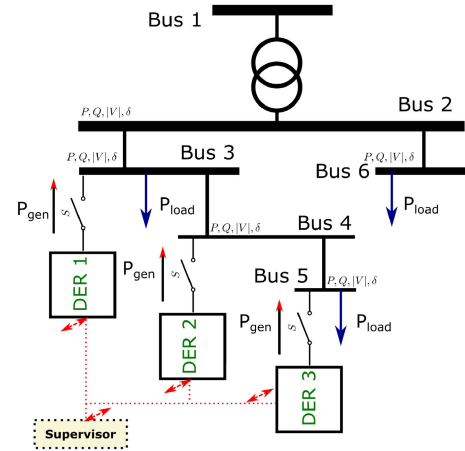 Bus 1
Bus 2
P, Q, |V|, δ
P, Q, |V|, δ
Bus 3
P, Q, |V|, δ
Bus 6
P_gen
S
P_load
P_load
P, Q, |V|, δ
Bus 4
DER 1
P_gen
S
Bus 5
P, Q, |V|, δ
DER 2
P_gen
S
P_load
DER 3
Supervisor